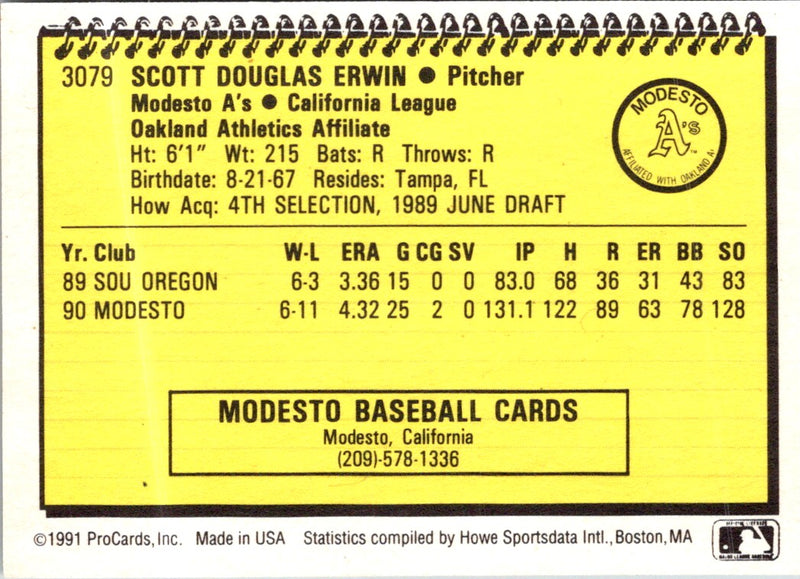 3079 SCOTT DOUGLAS ERWIN ● Pitcher
Modesto A's ● California League
Oakland Athletics Affiliate
Ht: 6'1" Wt: 215 Bats: R Throws: R
Birthdate: 8-21-67 Resides: Tampa, FL
How Acq: 4TH SELECTION, 1989 JUNE DRAFT
MODESTO
A's
TM
AFFILIATED WITH OAKLAND A's
Yr. Club W-L ERA G CG SV IP H R ER BB SO
89 SOU OREGON 6-3 3.36 15 0 0 83.0 68 36 31 43 83
90 MODESTO 6-11 4.32 25 2 0 131.1 122 89 63 78 128
MODESTO BASEBALL CARDS
Modesto, California
(209)-578-1336
©1991 ProCards, Inc. Made in USA Statistics compiled by Howe Sportsdata Intl., Boston, MA